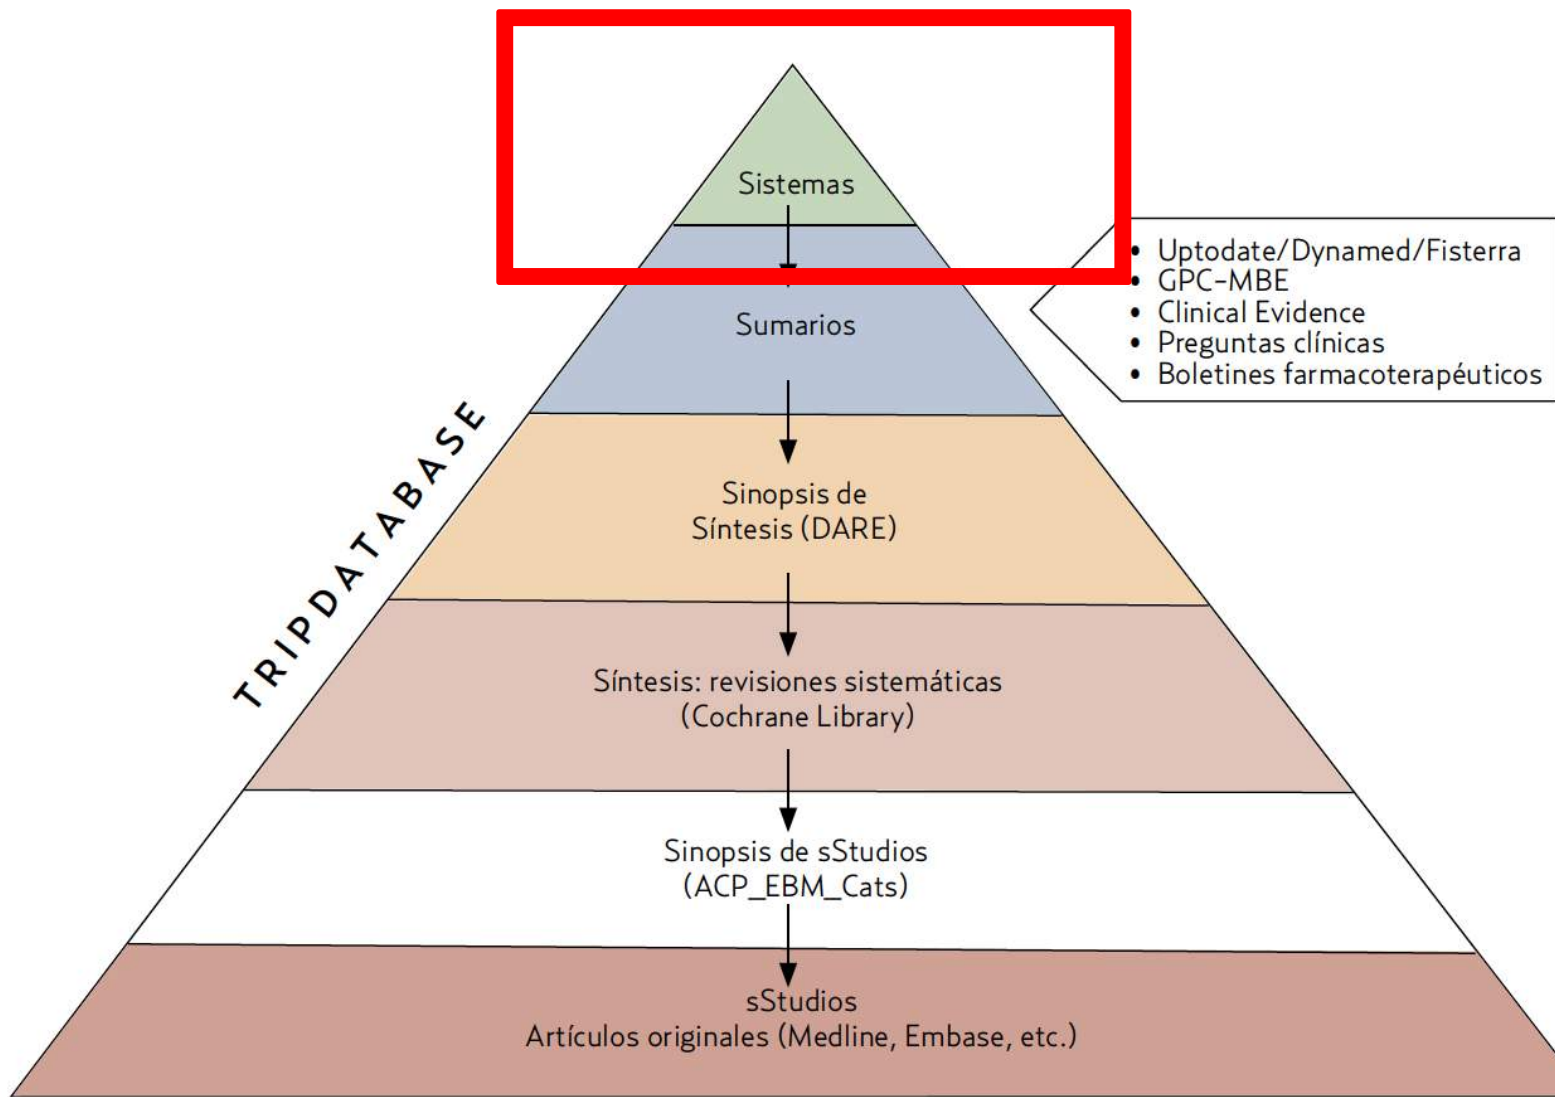 Sistemas
• Uptodate/Dynamed/Fisterra
• GPC-MBE
• Clinical Evidence
• Preguntas clínicas
• Boletines farmacoterapéuticos
Sumarios
TRIPDATABASE
Sinopsis de
Síntesis (DARE)
Síntesis: revisiones sistemáticas
(Cochrane Library)
Sinopsis de sStudios
(ACP_EBM_Cats)
sStudios
Artículos originales (Medline, Embase, etc.)